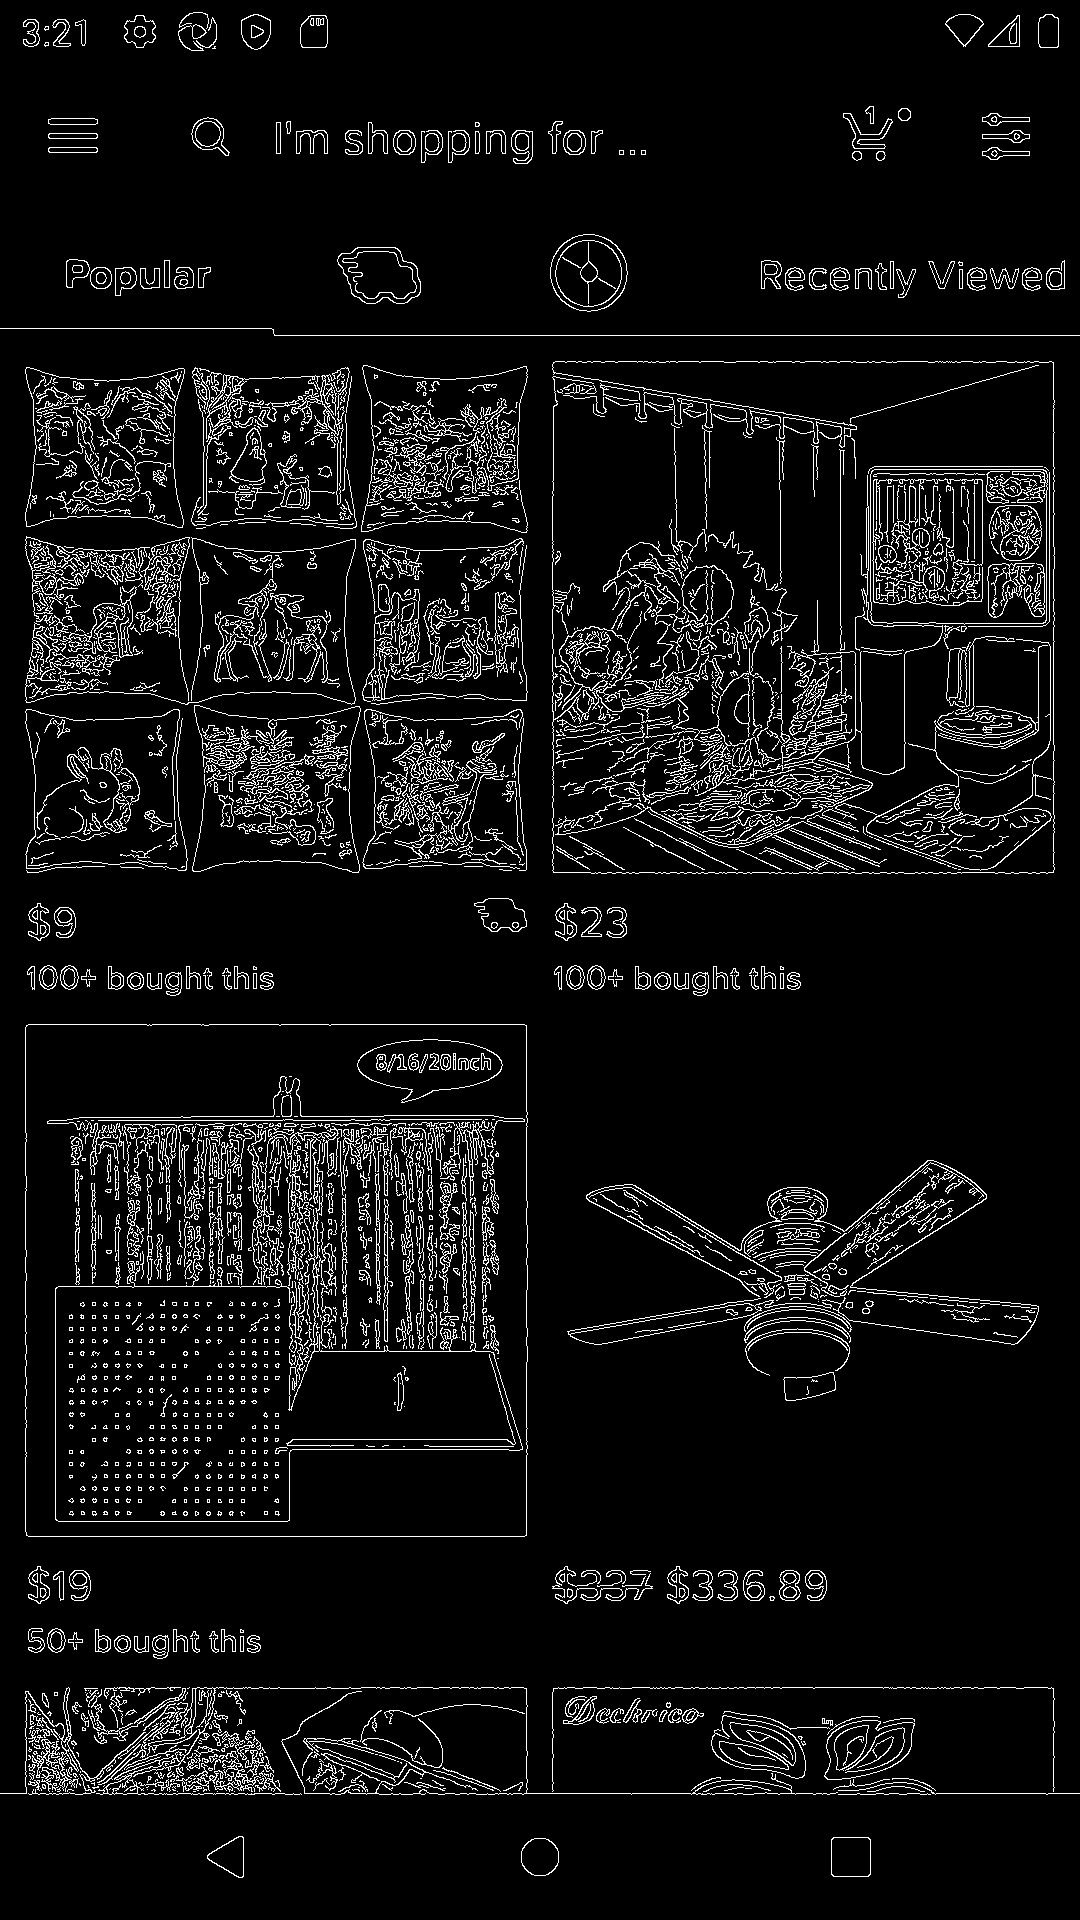 3:21
I'm shopping for ...
1
Popular
Recently Viewed
$9
$23
100+ bought this
100+ bought this
8/16/20inch
$19
$337 $336.89
50+ bought this
Deckrico